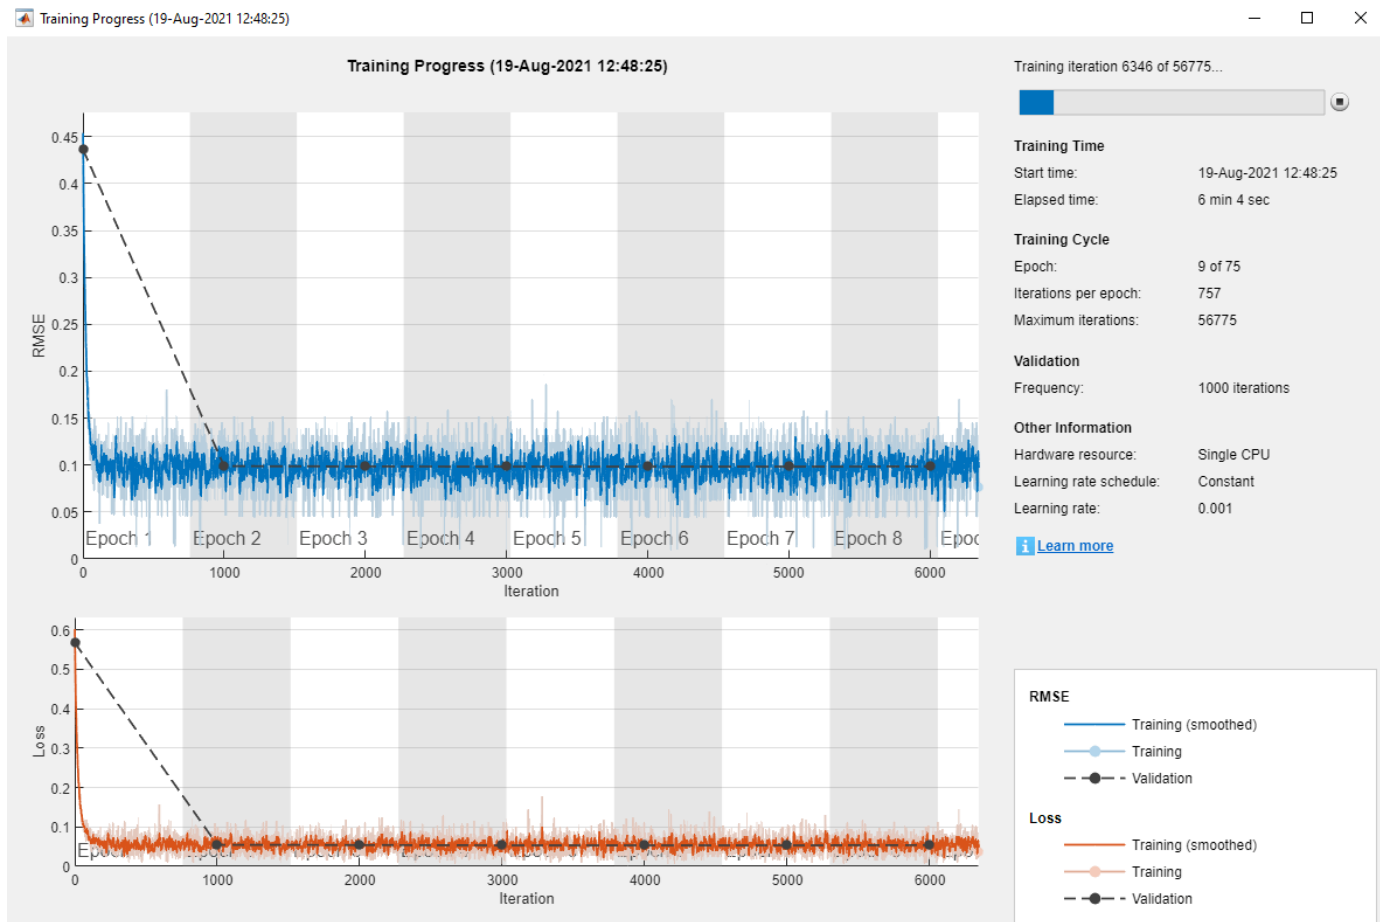 Training Progress (19-Aug-2021 12:48:25)
Training Progress (19-Aug-2021 12:48:25)
RMSE
0.45
0.4
0.35
0.3
0.25
0.2
0.15
0.1
0.05
0
Epoch 1
Epoch 2
Epoch 3
Epoch 4
Epoch 5
Epoch 6
Epoch 7
Epoch 8
Epoc
0
1000
2000
3000
4000
5000
6000
Iteration
Loss
0.6
0.5
0.4
0.3
0.2
0.1
0
0
1000
2000
3000
4000
5000
6000
Iteration
Training iteration 6346 of 56775...
Training Time
Start time: 19-Aug-2021 12:48:25
Elapsed time: 6 min 4 sec
Training Cycle
Epoch: 9 of 75
Iterations per epoch: 757
Maximum iterations: 56775
Validation
Frequency: 1000 iterations
Other Information
Hardware resource: Single CPU
Learning rate schedule: Constant
Learning rate: 0.001
i Learn more
RMSE
Training (smoothed)
Training
Validation
Loss
Training (smoothed)
Training
Validation